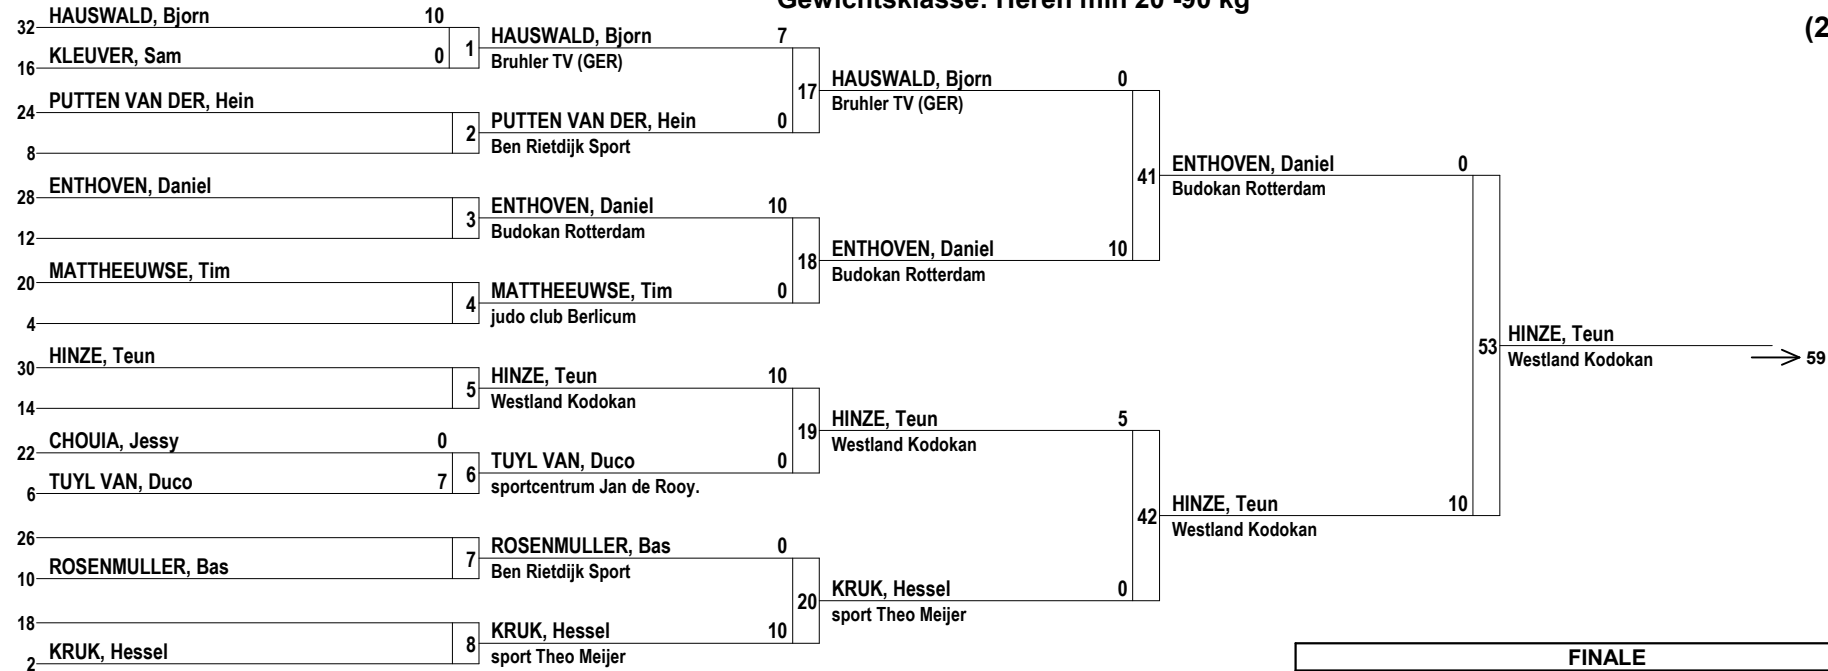 Gewichtsklasse: Heren min 20 -90 kg
(2
32 HAUSWALD, Bjorn 10
16 KLEUVER, Sam 0
1 HAUSWALD, Bjorn 7
Bruhler TV (GER)
24 PUTTEN VAN DER, Hein
8
2 PUTTEN VAN DER, Hein 0
Ben Rietdijk Sport
17 HAUSWALD, Bjorn 0
Bruhler TV (GER)
28 ENTHOVEN, Daniel
12
3 ENTHOVEN, Daniel 10
Budokan Rotterdam
20 MATTHEEUWSE, Tim
4
4 MATTHEEUWSE, Tim 0
judo club Berlicum
18 ENTHOVEN, Daniel 10
Budokan Rotterdam
41 ENTHOVEN, Daniel 0
Budokan Rotterdam
30 HINZE, Teun
14
5 HINZE, Teun 10
Westland Kodokan
22 CHOUIA, Jessy 0
6 TUYL VAN, Duco 7
6 TUYL VAN, Duco 0
sportcentrum Jan de Rooy.
19 HINZE, Teun 5
Westland Kodokan
26
10 ROSENMULLER, Bas
7 ROSENMULLER, Bas 0
Ben Rietdijk Sport
18
2 KRUK, Hessel
8 KRUK, Hessel 10
sport Theo Meijer
20 KRUK, Hessel 0
sport Theo Meijer
42 HINZE, Teun 10
Westland Kodokan
53 HINZE, Teun
Westland Kodokan
59
FINALE